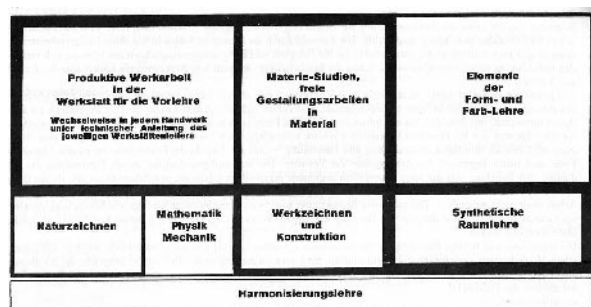 Produktive Werkarbeit
in der
Werkstatt für die Vorlehre
Wechselweise in jedem Handwerk
unter technischer Anleitung des
jeweiligen Werkstättenleiters
Materie-Studien,
freie
Gestaltungsarbeiten
in
Material
Elemente
der
Form- und
Farb-Lehre
Naturzeichnen
Mathematik
Physik
Mechanik
Werkzeichnen
und
Konstruktion
Synthetische
Raumlehre
Harmonisierungslehre